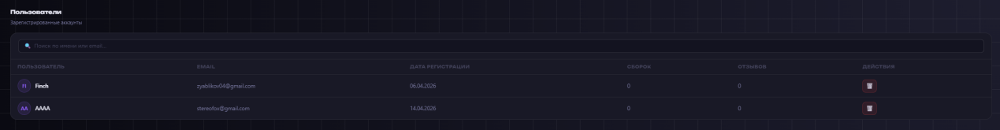 Пользователи
Зарегистрированные аккаунты
Поиск по имени или email...
ПОЛЬЗОВАТЕЛЬ EMAIL ДАТА РЕГИСТРАЦИИ СБОРОК ОТЗЫВОВ ДЕЙСТВИЯ
FI Finch zyablikov04@gmail.com 06.04.2026 0 0
AA AAAA stereofox@gmail.com 14.04.2026 0 0